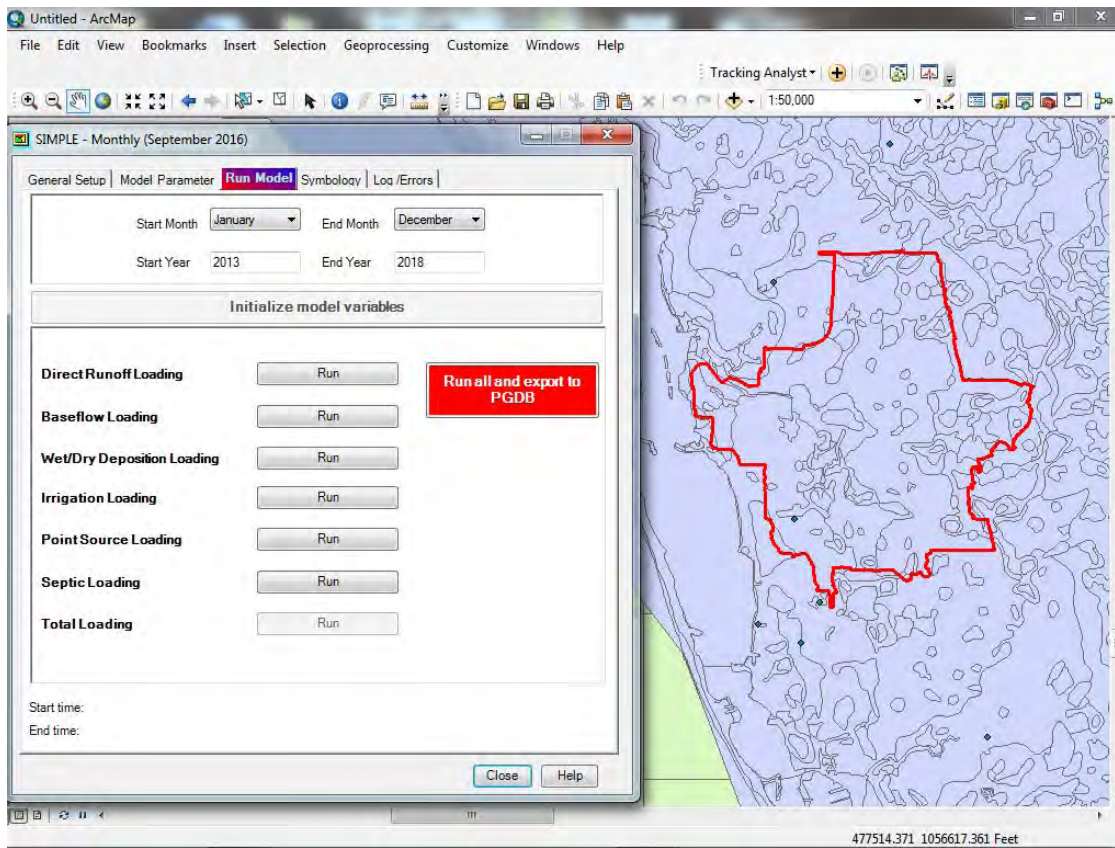 Untitled - ArcMap
File Edit View Bookmarks Insert Selection Geoprocessing Customize Windows Help
Tracking Analyst
1:50,000
SIMPLE - Monthly (September 2016)
General Setup Model Parameter Run Model Symbology Log /Errors
Start Month January End Month December
Start Year 2013 End Year 2018
Initialize model variables
Direct Runoff Loading Run
Run all and export to
PGDB
Baseflow Loading Run
Wet/Dry Deposition Loading Run
Irrigation Loading Run
Point Source Loading Run
Septic Loading Run
Total Loading Run
Start time:
End time:
Close Help
477514.371 1056617.361 Feet